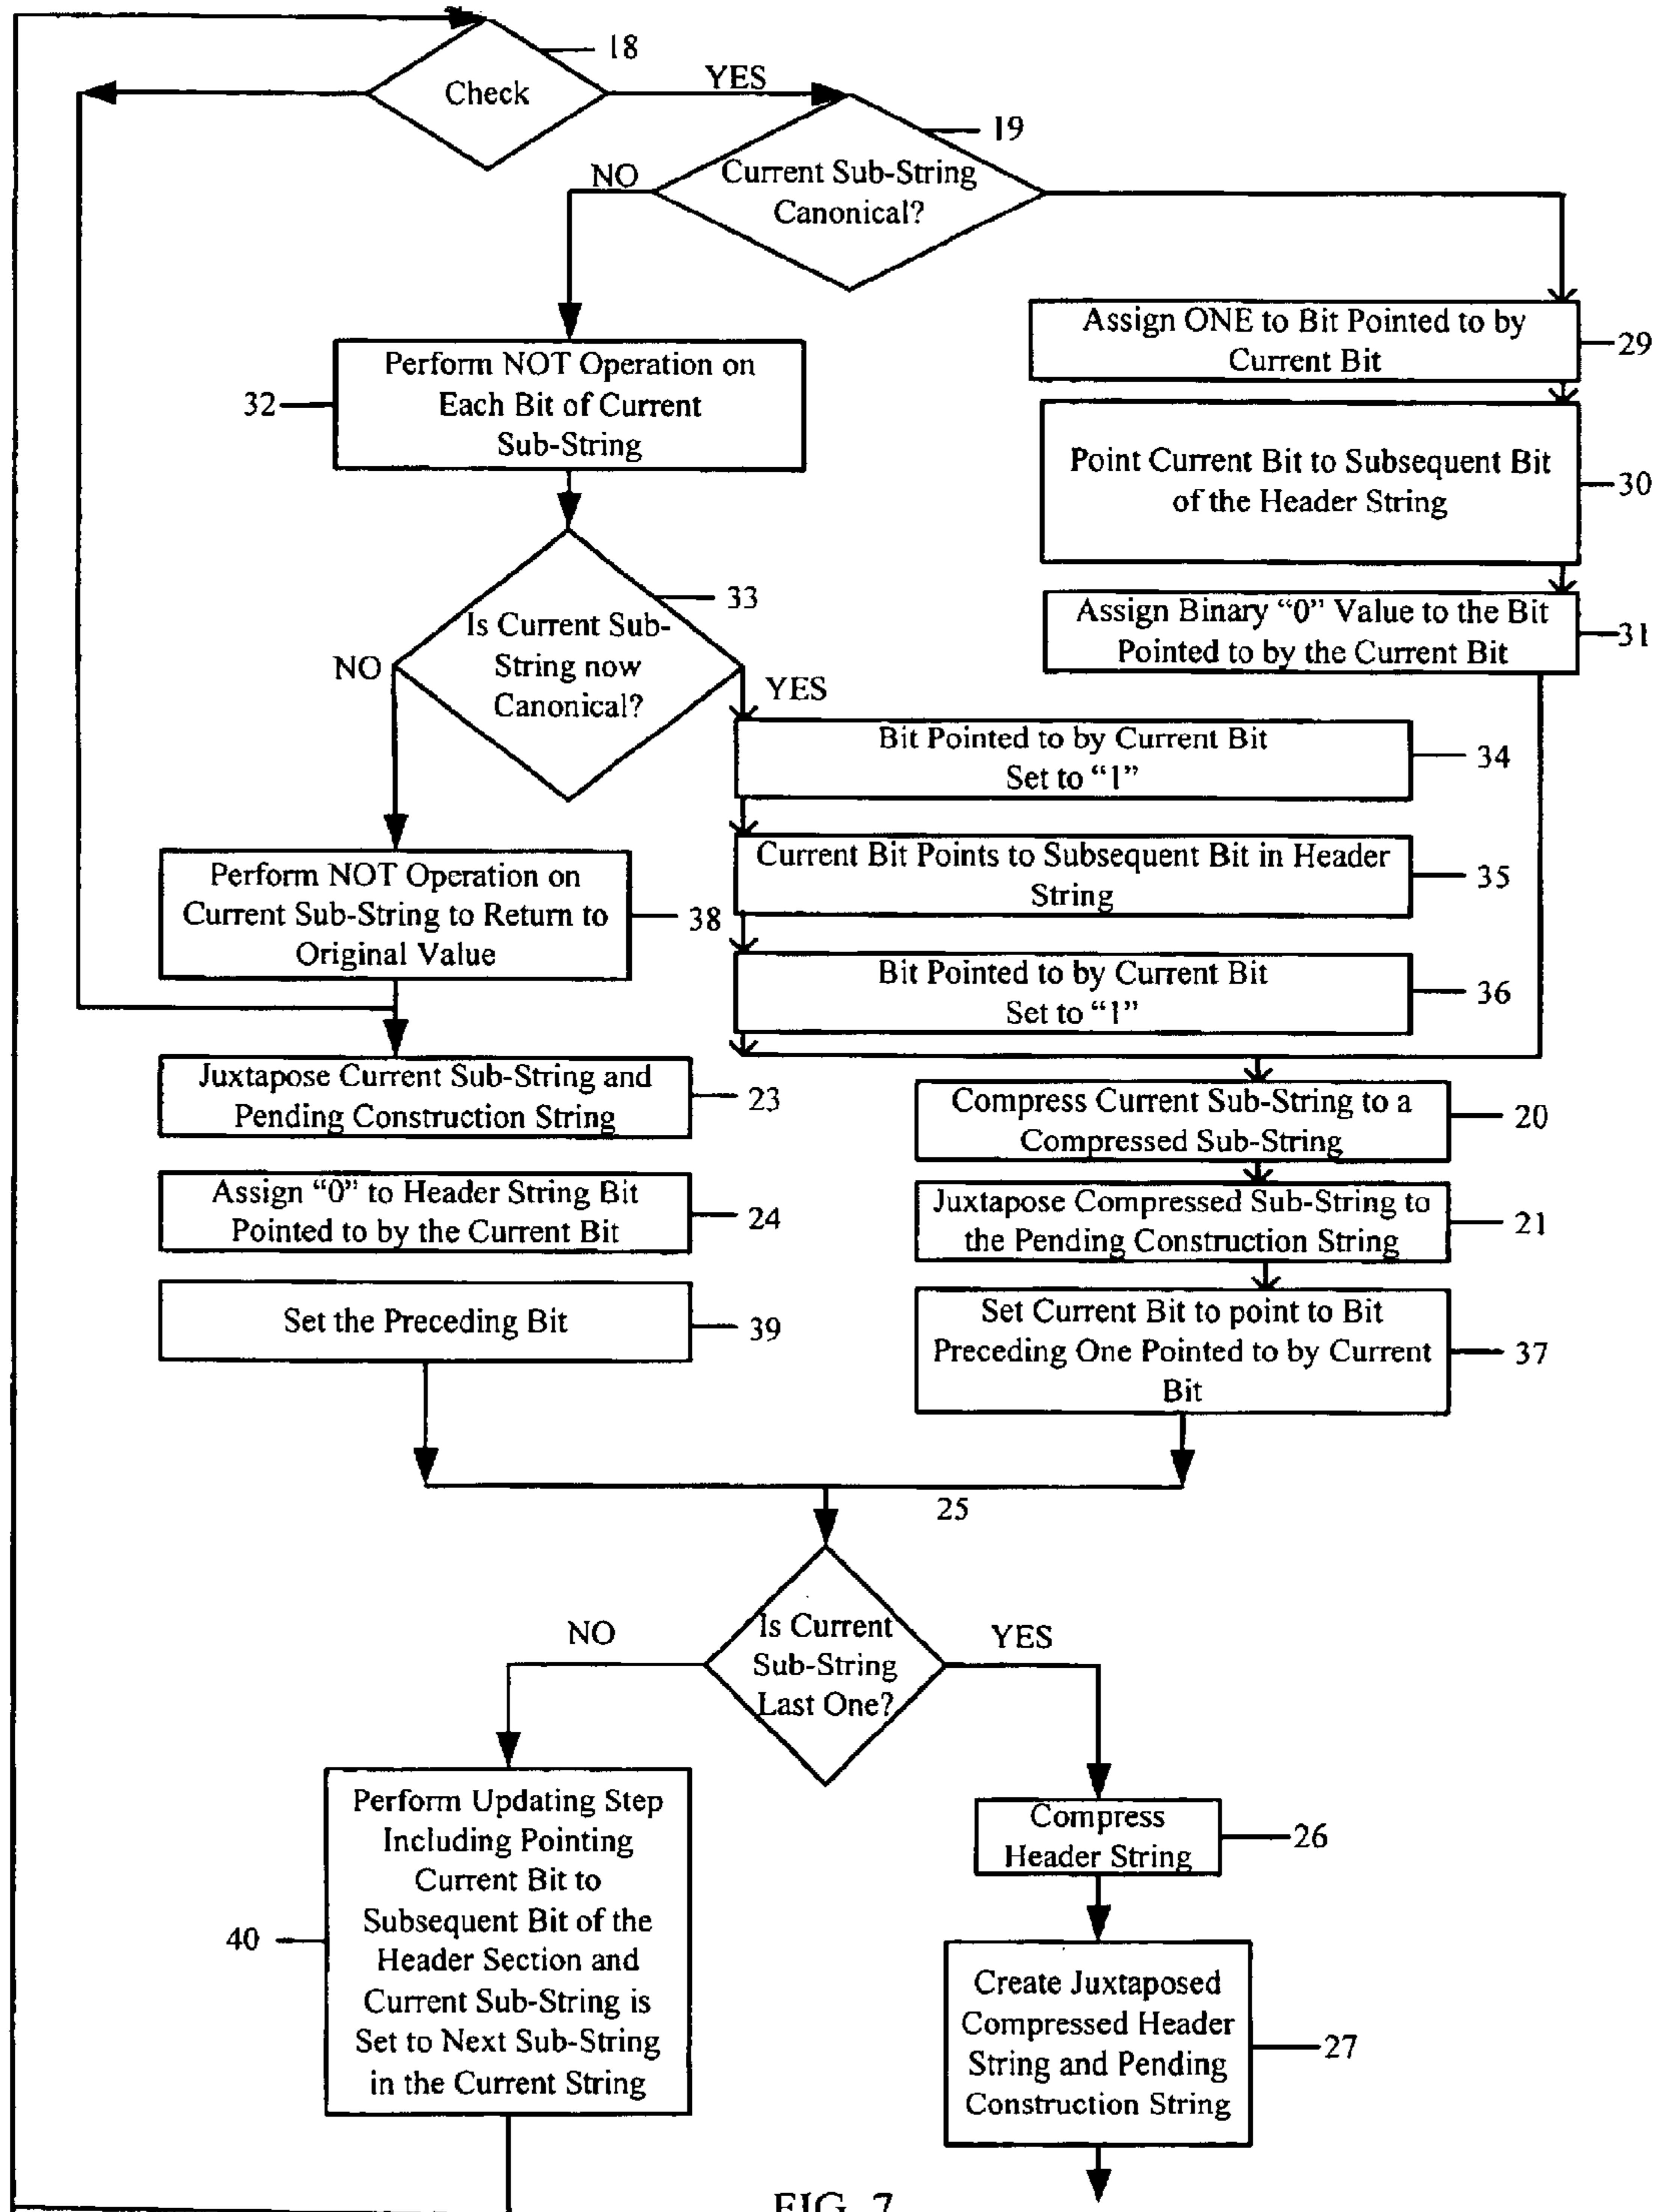 18
Check
YES
19
Current Sub-String
Canonical?
NO
Assign ONE to Bit Pointed to by
Current Bit
29
Perform NOT Operation on
Each Bit of Current
Sub-String
32
Point Current Bit to Subsequent Bit
of the Header String
30
33
Is Current Sub-
String now
Canonical?
NO
YES
Assign Binary “0” Value to the Bit
Pointed to by the Current Bit
31
Bit Pointed to by Current Bit
Set to “1”
34
Current Bit Points to Subsequent Bit in Header
String
35
Perform NOT Operation on
Current Sub-String to Return to
Original Value
38
Bit Pointed to by Current Bit
Set to “1”
36
Juxtapose Current Sub-String and
Pending Construction String
23
Compress Current Sub-String to a
Compressed Sub-String
20
Assign “0” to Header String Bit
Pointed to by the Current Bit
24
Juxtapose Compressed Sub-String to
the Pending Construction String
21
Set the Preceding Bit
39
Set Current Bit to point to Bit
Preceding One Pointed to by Current
Bit
37
25
Is Current
Sub-String
Last One?
NO
YES
Perform Updating Step
Including Pointing
Current Bit to
Subsequent Bit of the
Header Section and
Current Sub-String is
Set to Next Sub-String
in the Current String
40
Compress
Header String
26
Create Juxtaposed
Compressed Header
String and Pending
Construction String
27
FIG. 7